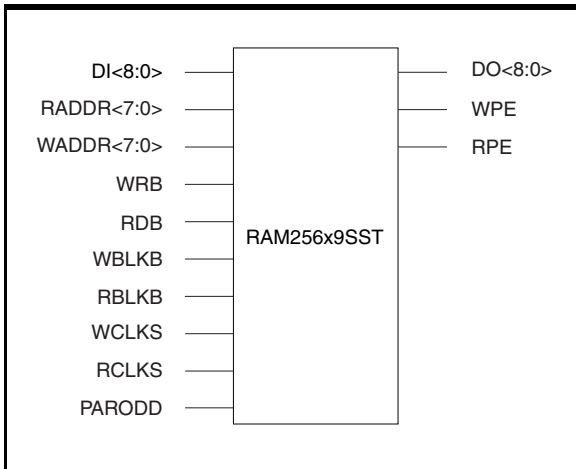 DI<8:0>
RADDR<7:0>
WADDR<7:0>
WRB
RDB
WBLKB
RBLKB
WCLKS
RCLKS
PARODD
RAM256x9SST
DO<8:0>
WPE
RPE